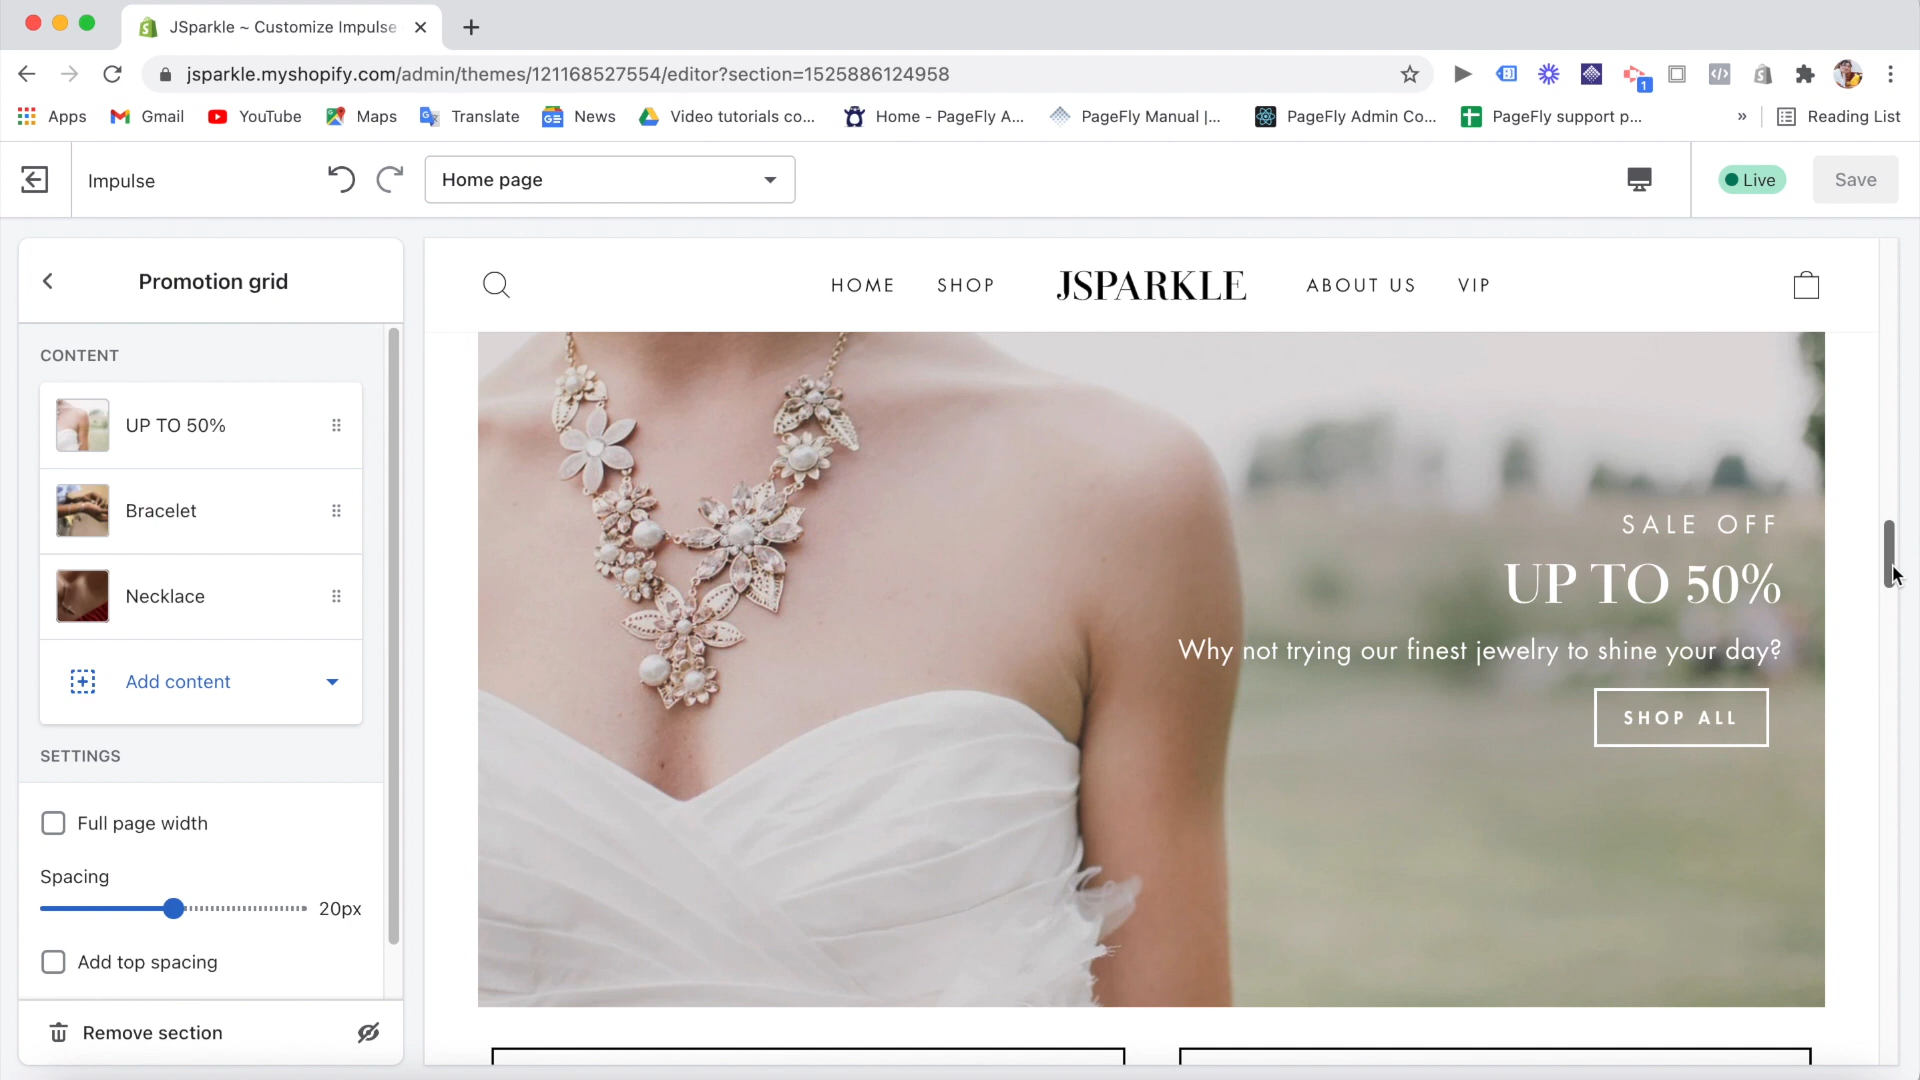 JSparkle ~ Customize Impulse
jsparkle.myshopify.com/admin/themes/121168527554/editor?section=1525886124958
1
Apps Gmail YouTube Maps Translate News Video tutorials co... Home - PageFly A... PageFly Manual |... PageFly Admin Co... PageFly support p... » Reading List
Impulse
Home page
Live
Save
Promotion grid
CONTENT
UP TO 50%
Bracelet
Necklace
Add content
SETTINGS
Full page width
Spacing
20px
Add top spacing
Remove section
HOME SHOP JSPARKLE ABOUT US VIP
SALE OFF
UP TO 50%
Why not trying our finest jewelry to shine your day?
SHOP ALL